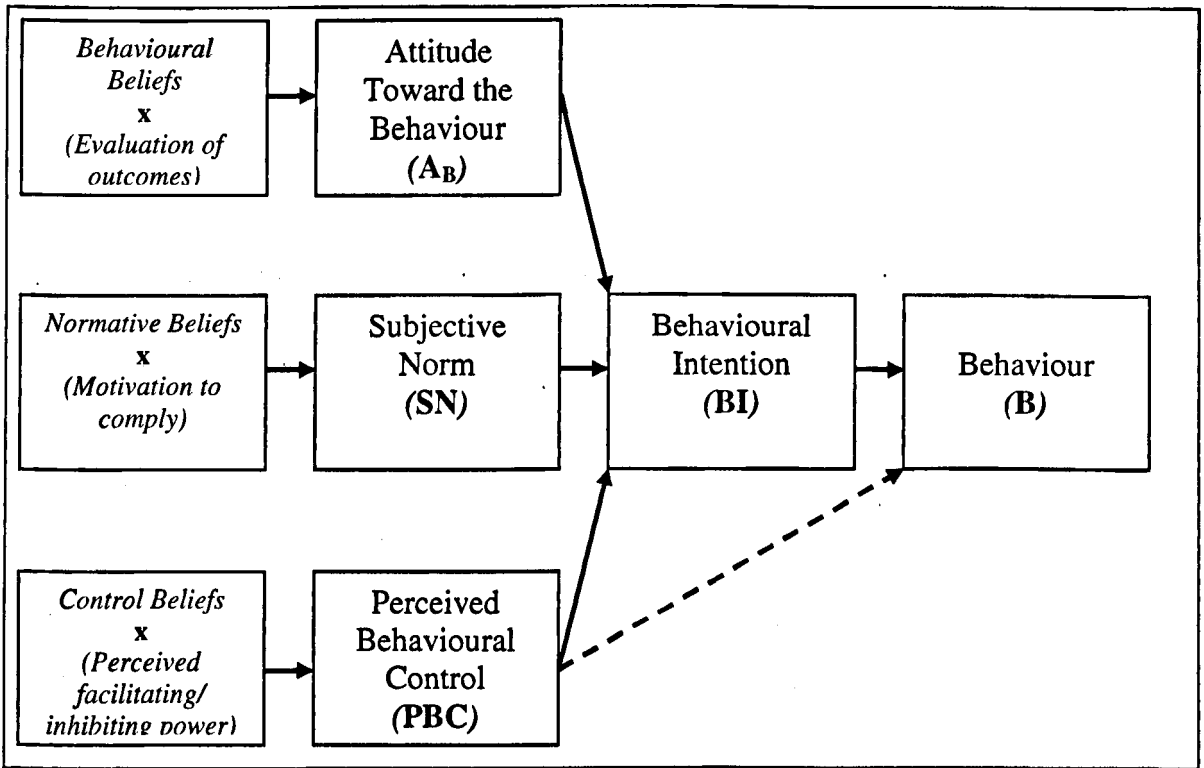 Behavioural
Beliefs
x
(Evaluation of
outcomes)
Attitude
Toward the
Behaviour
(AB)
Normative Beliefs
x
(Motivation to
comply)
Subjective
Norm
(SN)
Behavioural
Intention
(BI)
Behaviour
(B)
Control Beliefs
x
(Perceived
facilitating/
inhibiting power)
Perceived
Behavioural
Control
(PBC)